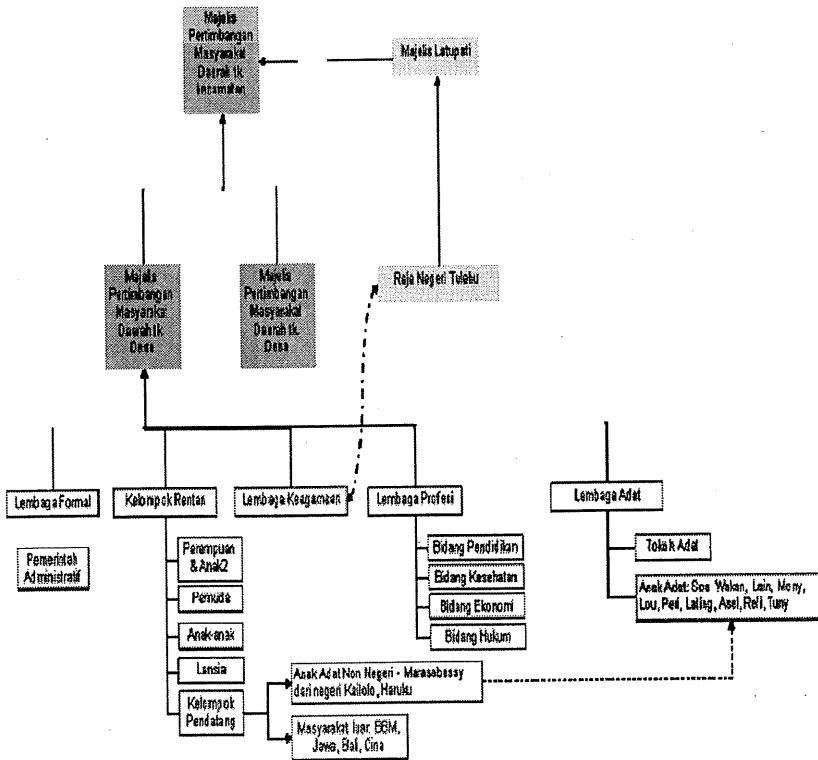 Majelis
Pertimbangan
Masyarakat
Daerah tk.
kecamatan
Majelis Latupati
Majelis
Pertimbangan
Masyarakat
Daerah tk.
Desa
Majelis
Pertimbangan
Masyarakat
Daerah tk.
Desa
Raja Negeri Tulehu
Lembaga Formal
Kelompok Rentan
Lembaga Keagamaan
Lembaga Profesi
Lembaga Adat
Pemerintah
Administratif
Perempuan
& Anak2
Pemuda
Anak-anak
Lansia
Kelompok
Pendatang
Bidang Pendidikan
Bidang Kesehatan
Bidang Ekonomi
Bidang Hukum
Tokoh Adat
Anak Adat: Soa Wakan, Lain, Mony,
Lou, Pari, Laling, Asel, Reli, Tuny
Anak Adat Non Negeri - Marasabessy
dari negeri Kailolo, Haruku
Masyarakat luar: BBM,
Jawa, Bali, Cina